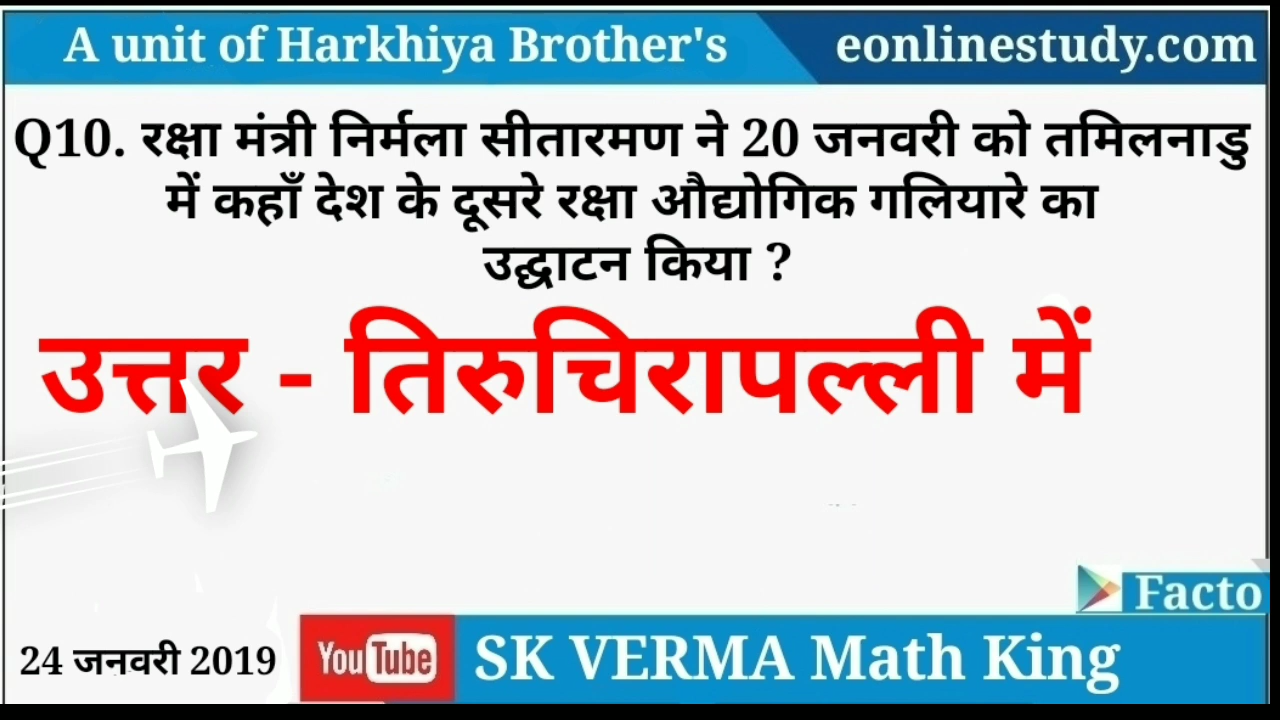 A unit of Harkhiya Brother's
eonlinestudy.com
Q10. रक्षा मंत्री निर्मला सीतारमण ने 20 जनवरी को तमिलनाडु
में कहाँ देश के दूसरे रक्षा औद्योगिक गलियारे का
उद्घाटन किया ?
उत्तर - तिरुचिरापल्ली में
Facto
24 जनवरी 2019
YouTube
SK VERMA Math King